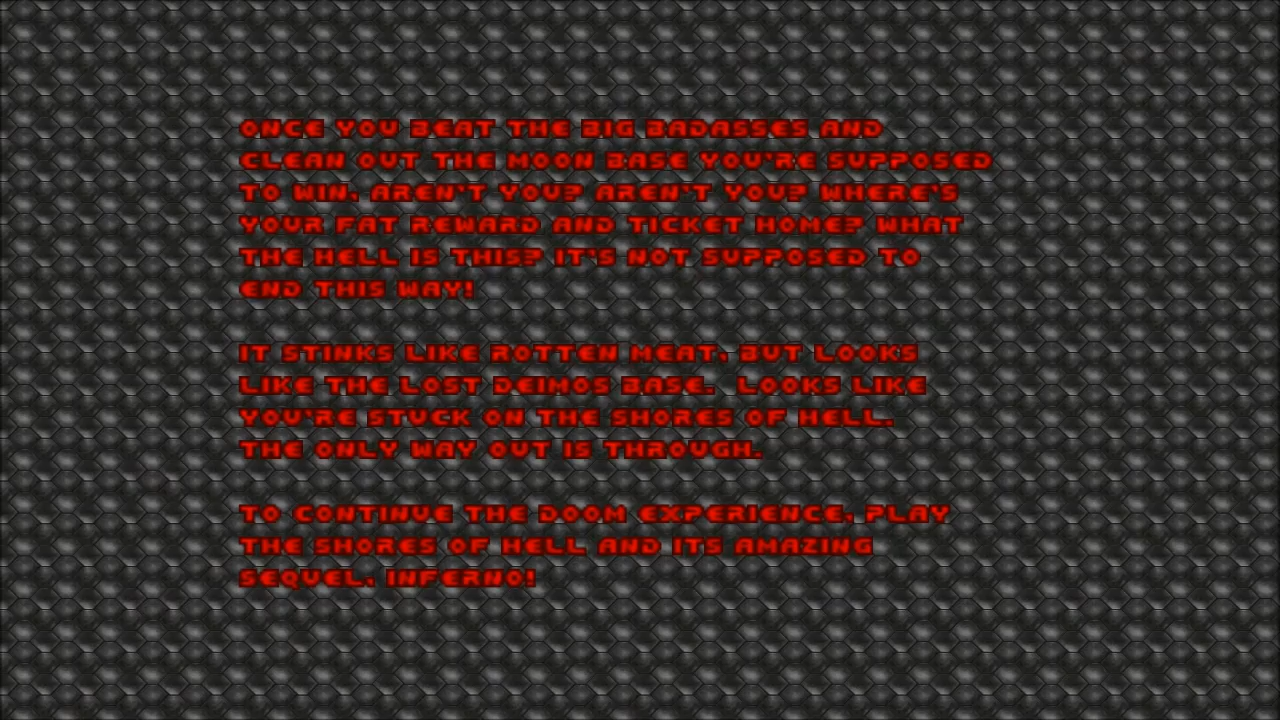 ONCE YOU BEAT THE BIG BADASSES AND
CLEAN OUT THE MOON BASE YOU'RE SUPPOSED
TO WIN, AREN'T YOU? AREN'T YOU? WHERE'S
YOUR FAT REWARD AND TICKET HOME? WHAT
THE HELL IS THIS? IT'S NOT SUPPOSED TO
END THIS WAY!
IT STINKS LIKE ROTTEN MEAT, BUT LOOKS
LIKE THE LOST DEIMOS BASE.  LOOKS LIKE
YOU'RE STUCK ON THE SHORES OF HELL.
THE ONLY WAY OUT IS THROUGH.
TO CONTINUE THE DOOM EXPERIENCE, PLAY
THE SHORES OF HELL AND ITS AMAZING
SEQUEL, INFERNO!